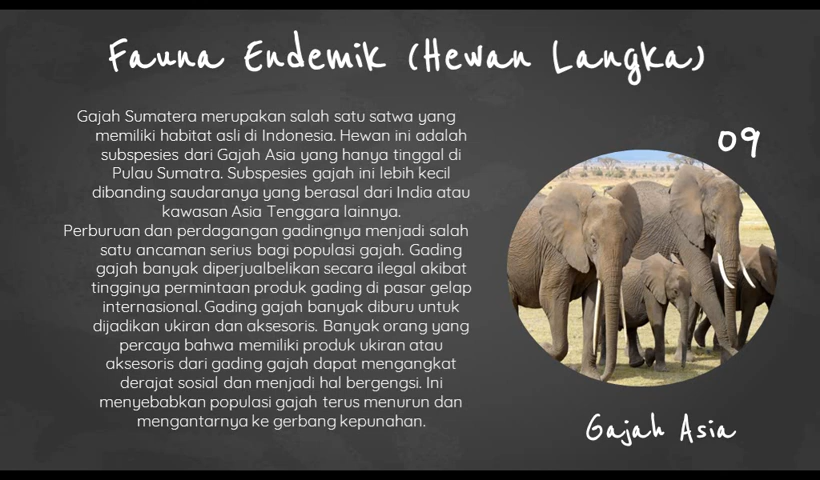 Fauna Endemik (Hewan Langka)
Gajah Sumatera merupakan salah satu satwa yang
memiliki habitat asli di Indonesia. Hewan ini adalah
subspesies dari Gajah Asia yang hanya tinggal di
Pulau Sumatra. Subspesies gajah ini lebih kecil
dibanding saudaranya yang berasal dari India atau
kawasan Asia Tenggara lainnya.
Perburuan dan perdagangan gadingnya menjadi salah
satu ancaman serius bagi populasi gajah. Gading
gajah banyak diperjualbelikan secara ilegal akibat
tingginya permintaan produk gading di pasar gelap
internasional. Gading gajah banyak diburu untuk
dijadikan ukiran dan aksesoris. Banyak orang yang
percaya bahwa memiliki produk ukiran atau
aksesoris dari gading gajah dapat mengangkat
derajat sosial dan menjadi hal bergengsi. Ini
menyebabkan populasi gajah terus menurun dan
mengantarnya ke gerbang kepunahan.
09
Gajah Asia